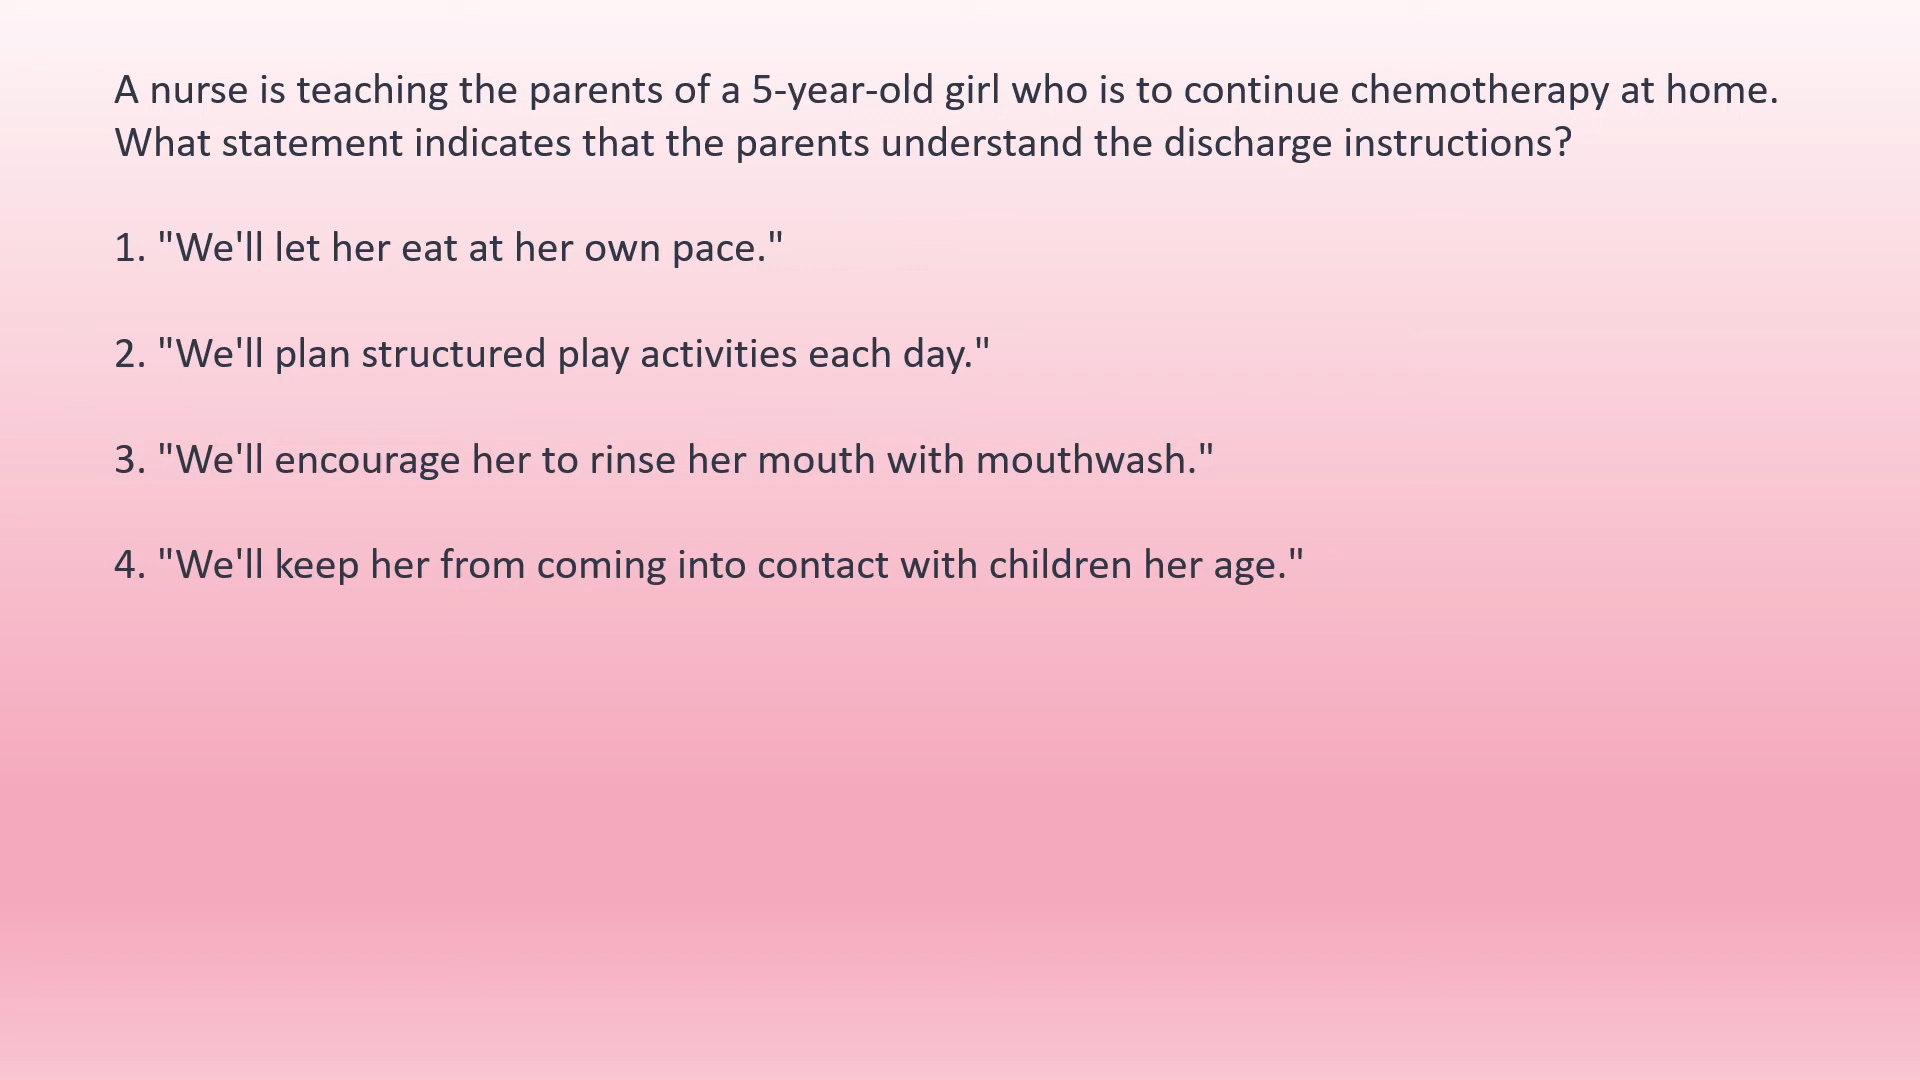 A nurse is teaching the parents of a 5-year-old girl who is to continue chemotherapy at home.
What statement indicates that the parents understand the discharge instructions?
1. "We'll let her eat at her own pace."
2. "We'll plan structured play activities each day."
3. "We'll encourage her to rinse her mouth with mouthwash."
4. "We'll keep her from coming into contact with children her age."